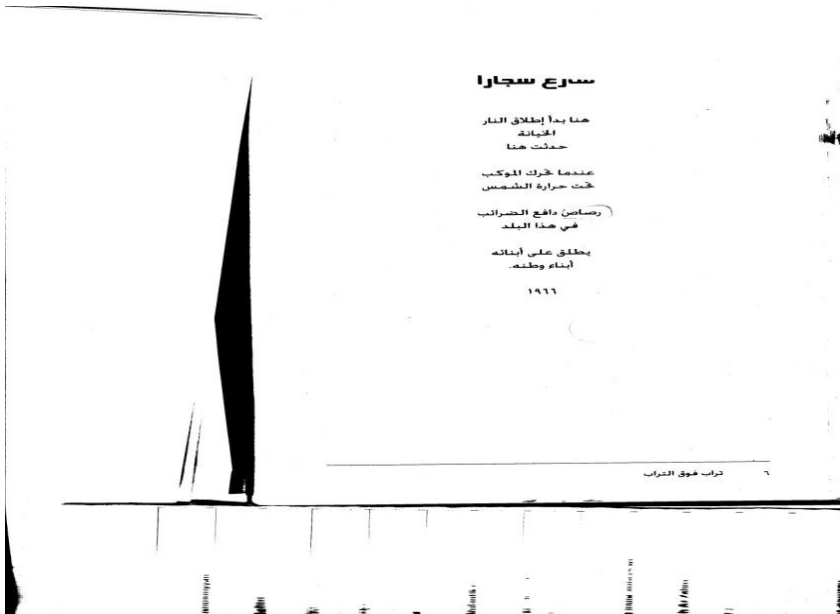 سرع سجارا
هنا بدأ إطلاق النار
الخيانة
حدثت هنا
عندما تحرك الموكب
تحت حرارة الشمس
رصاصُ دافع الضرائب
في هذا البلد
يطلق على أبنائه
أبناء وطنه.
١٩٦٦
٦ تراب فوق التراب